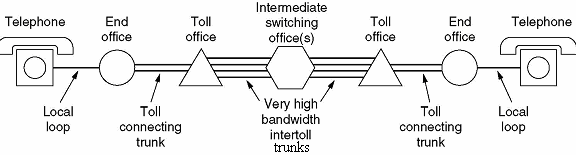 Telephone
End
office
Toll
office
Intermediate
switching
office(s)
Toll
office
End
office
Telephone
Local
loop
Toll
connecting
trunk
Very high
bandwidth
intertoll
trunks
Toll
connecting
trunk
Local
loop